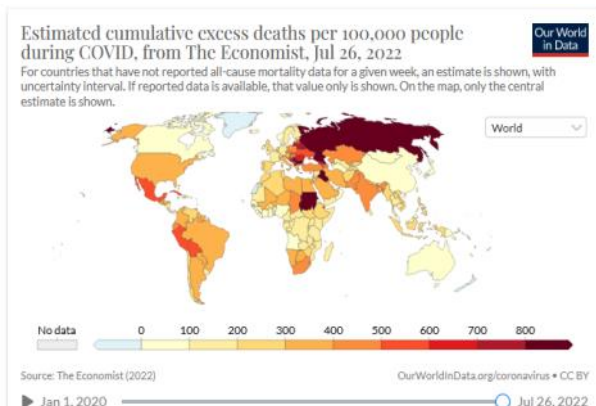 Estimated cumulative excess deaths per 100,000 people
during COVID, from The Economist, Jul 26, 2022
Our World
in Data
For countries that have not reported all-cause mortality data for a given week, an estimate is shown, with
uncertainty interval. If reported data is available, that value only is shown. On the map, only the central
estimate is shown.
World
No data 0 100 200 300 400 500 600 700 800
Source: The Economist (2022) OurWorldInData.org/coronavirus • CC BY
Jan 1, 2020 Jul 26, 2022